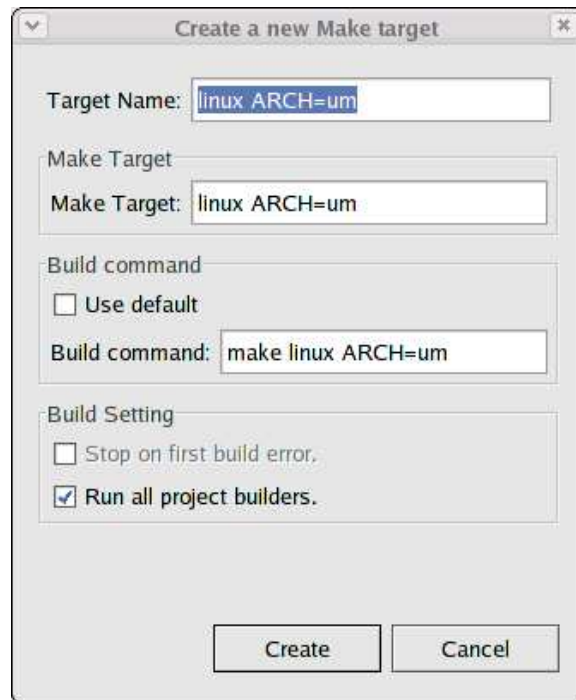 Create a new Make target
Target Name: linux ARCH=um
Make Target
Make Target: linux ARCH=um
Build command
Use default
Build command: make linux ARCH=um
Build Setting
Stop on first build error.
Run all project builders.
Create Cancel